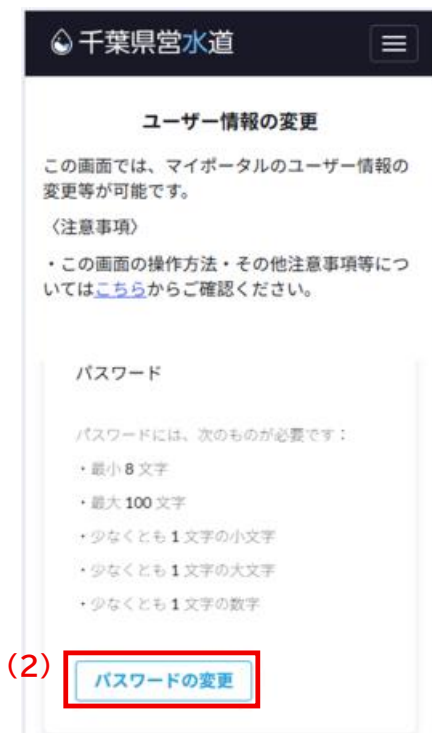 千葉県営水道
ユーザー情報の変更
この画面では、マイポータルのユーザー情報の
変更等が可能です。
〈注意事項〉
・この画面の操作方法・その他注意事項等につ
いてはこちらからご確認ください。
パスワード
パスワードには、次のものが必要です：
・最小 8 文字
・最大 100 文字
・少なくとも 1 文字の小文字
・少なくとも 1 文字の大文字
・少なくとも 1 文字の数字
(2) パスワードの変更